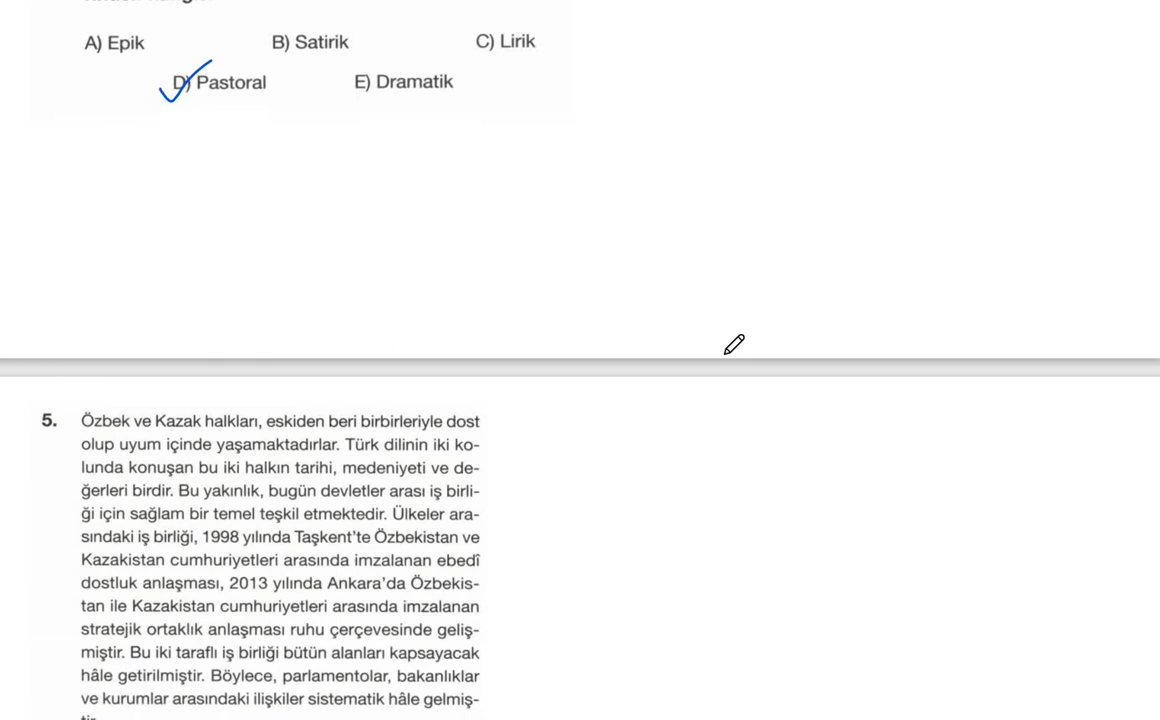 A) Epik B) Satirik C) Lirik
D) Pastoral E) Dramatik
5. Özbek ve Kazak halkları, eskiden beri birbirleriyle dost
olup uyum içinde yaşamaktadırlar. Türk dilinin iki ko-
lunda konuşan bu iki halkın tarihi, medeniyeti ve de-
ğerleri birdir. Bu yakınlık, bugün devletler arası iş birli-
ği için sağlam bir temel teşkil etmektedir. Ülkeler ara-
sındaki iş birliği, 1998 yılında Taşkent'te Özbekistan ve
Kazakistan cumhuriyetleri arasında imzalanan ebedî
dostluk anlaşması, 2013 yılında Ankara'da Özbekis-
tan ile Kazakistan cumhuriyetleri arasında imzalanan
stratejik ortaklık anlaşması ruhu çerçevesinde geliş-
miştir. Bu iki taraflı iş birliği bütün alanları kapsayacak
hâle getirilmiştir. Böylece, parlamentolar, bakanlıklar
ve kurumlar arasındaki ilişkiler sistematik hâle gelmiş-